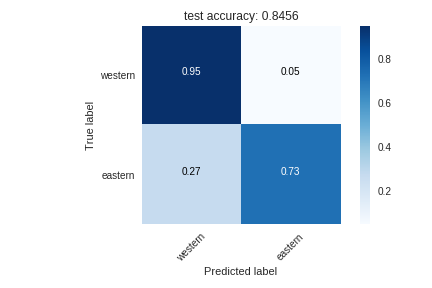 test accuracy: 0.8456
True label
western
0.95
0.05
eastern
0.27
0.73
western
eastern
Predicted label
0.8
0.6
0.4
0.2